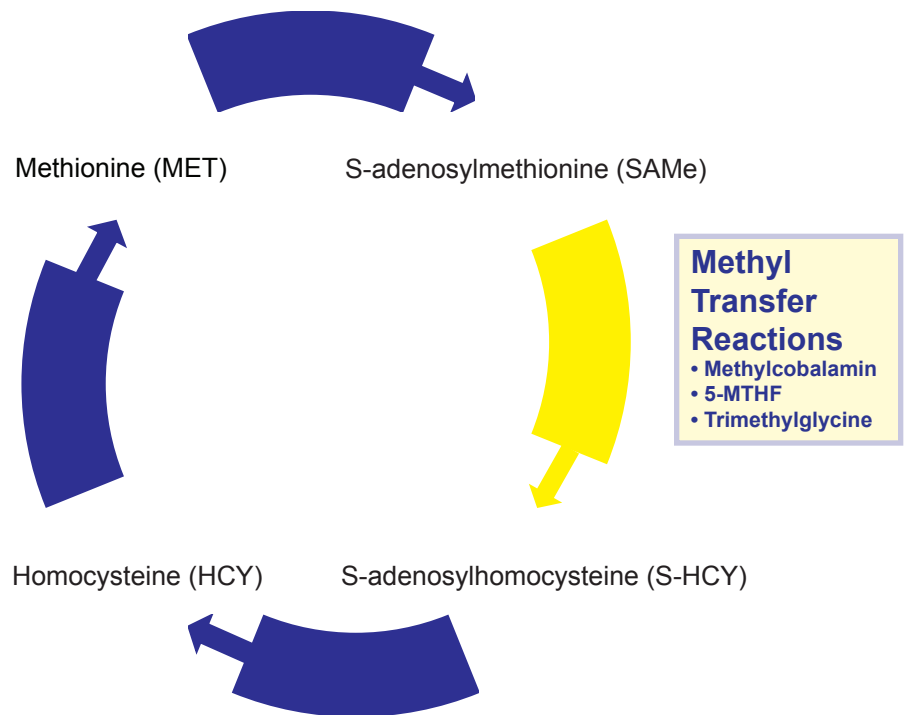 Methionine (MET)
S-adenosylmethionine (SAMe)
Methyl
Transfer
Reactions
• Methylcobalamin
• 5-MTHF
• Trimethylglycine
Homocysteine (HCY)
S-adenosylhomocysteine (S-HCY)